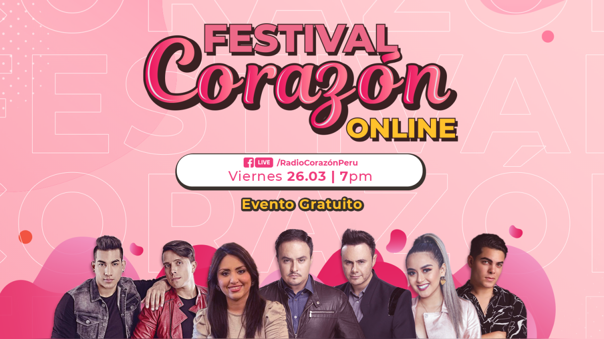 FESTIVAL
Corazón
ONLINE
LIVE /RadioCorazónPeru
Viernes 26.03 | 7pm
Evento Gratuito